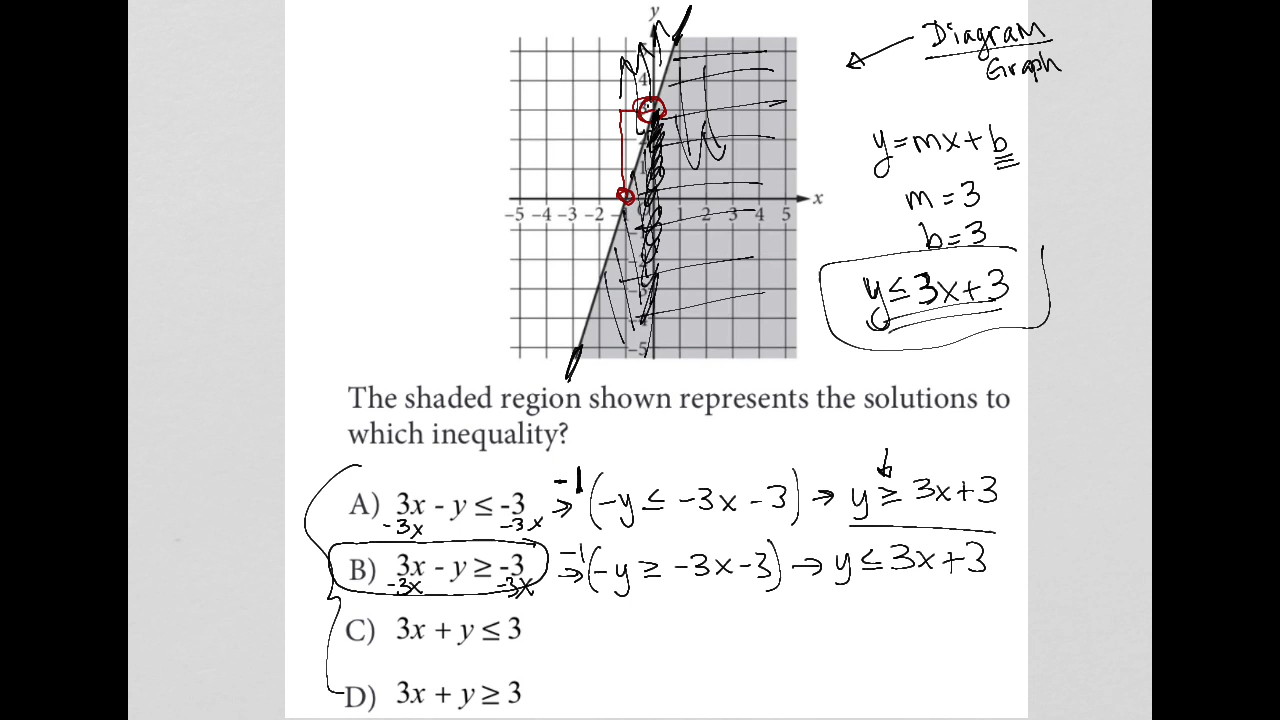 y
Diagram
Graph
4
1
x
-5 -4 -3 -2 1 2 3 4 5
-5
y=mx+b
m=3
b=3
y≤3x+3
The shaded region shown represents the solutions to
which inequality?
A) 3x - y ≤ -3 → -1(-y ≤ -3x - 3) → y ≥ 3x+3
-3x -3x
B) 3x - y ≥ -3 → -1(-y ≥ -3x-3) → y ≤ 3x+3
-3x -3x
C) 3x + y ≤ 3
D) 3x + y ≥ 3